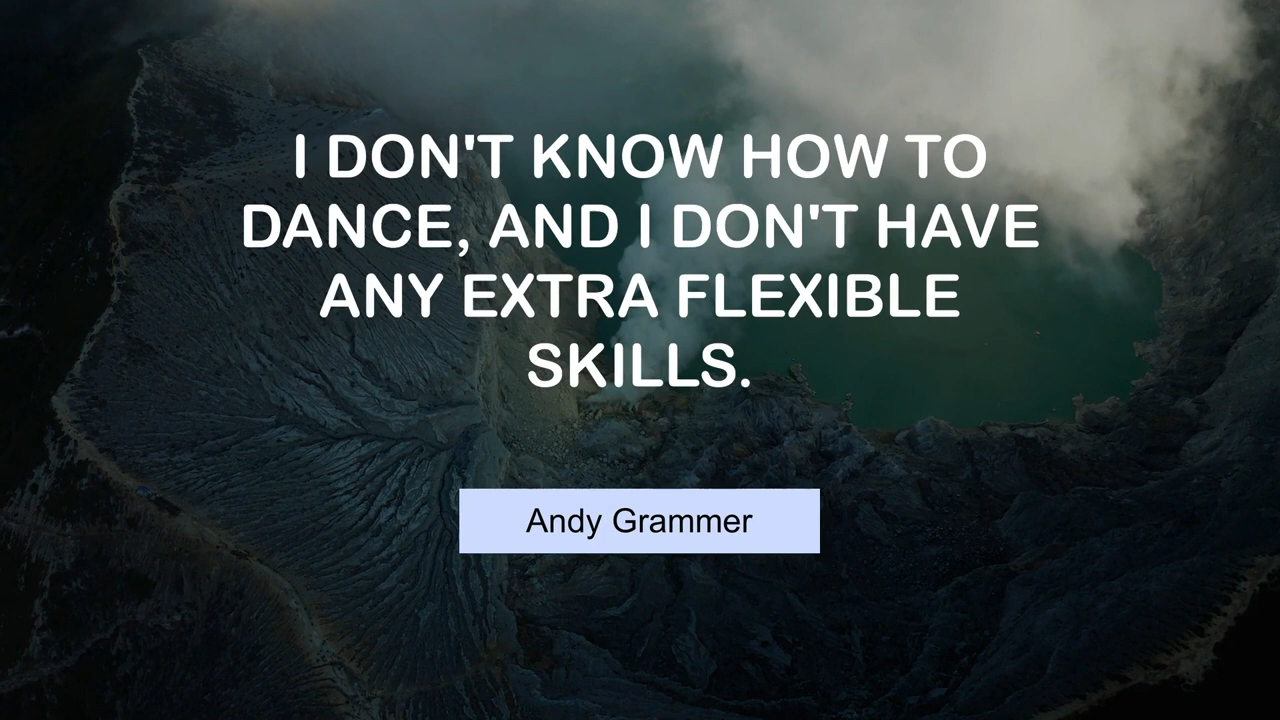 I DON'T KNOW HOW TO
DANCE, AND I DON'T HAVE
ANY EXTRA FLEXIBLE
SKILLS.
Andy Grammer